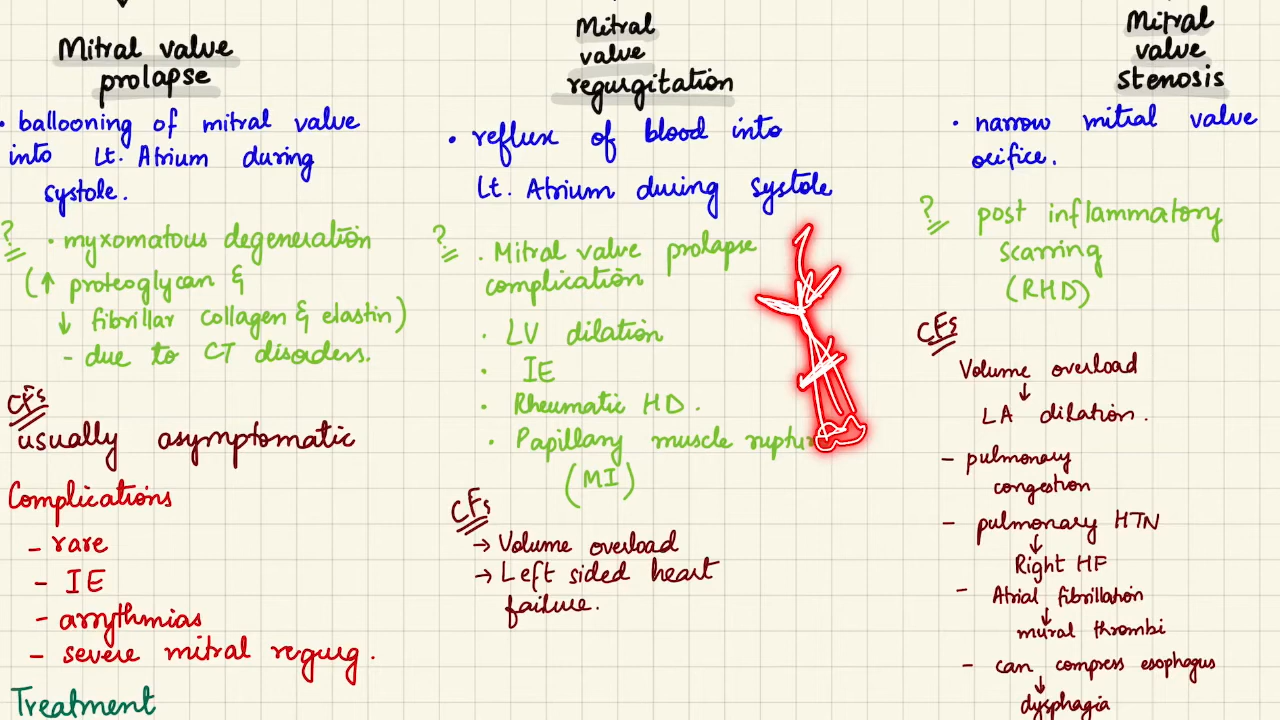 Mitral valve
prolapse
• ballooning of mitral valve
into Lt. Atrium during
systole.
? • myxomatous degeneration
(↑ proteoglycan &
↓ fibrillar collagen & elastin)
- due to CT disorders.
CFs
usually asymptomatic
Complications
- rare
- IE
- arrythmias
- severe mitral regurg.
Treatment
Mitral
valve
regurgitation
• reflux of blood into
Lt. Atrium during systole
? . Mitral valve prolapse
complication
• LV dilation
• IE
• Rheumatic HD.
• Papillary muscle rupture
(MI)
CFs
→ Volume overload
→ Left sided heart
failure.
Mitral
valve
stenosis
• narrow mitral valve
orifice.
? post inflammatory
scarring
(RHD)
CFs
Volume overload
↓
LA dilation.
- pulmonary
congestion
- pulmonary HTN
↓
Right HF
- Atrial fibrillation
↓
mural thrombi
- can compress esophagus
↓
dysphagia